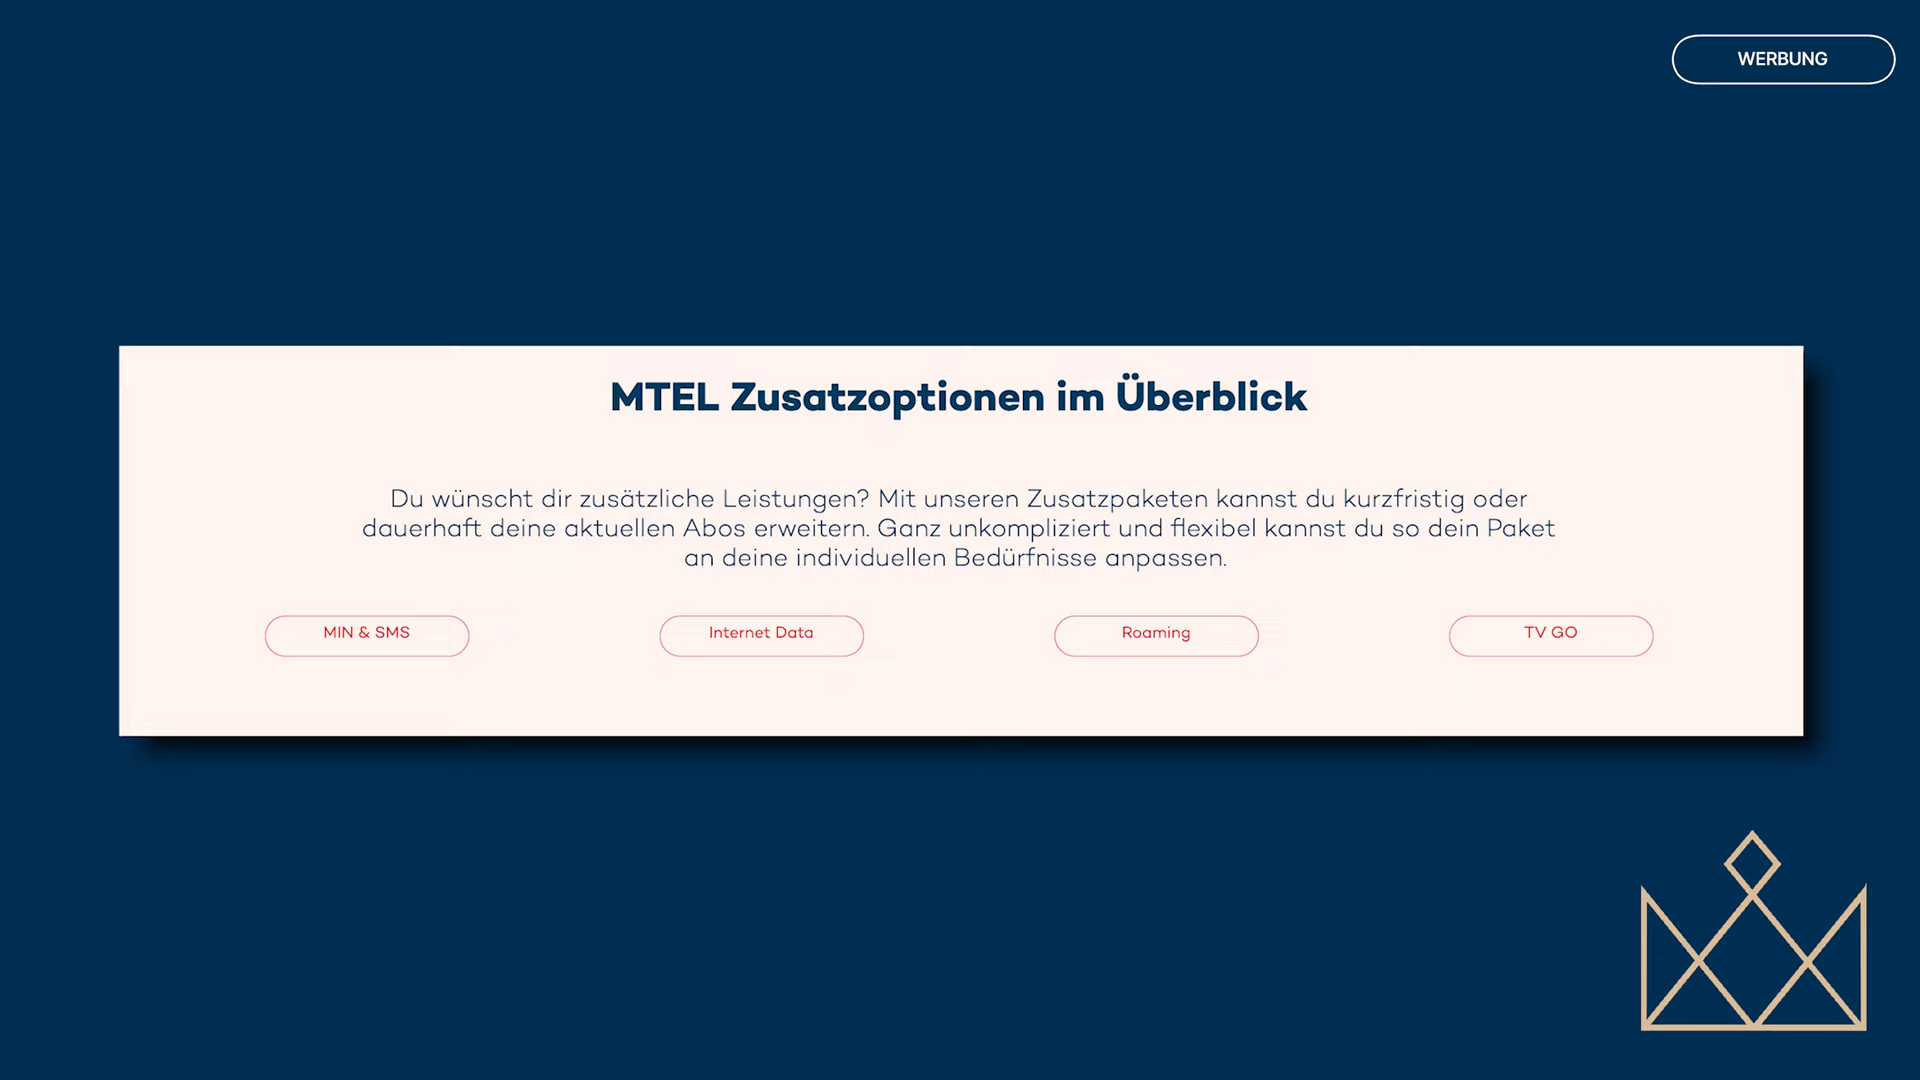 WERBUNG
MTEL Zusatzoptionen im Überblick
Du wünscht dir zusätzliche Leistungen? Mit unseren Zusatzpaketen kannst du kurzfristig oder
dauerhaft deine aktuellen Abos erweitern. Ganz unkompliziert und flexibel kannst du so dein Paket
an deine individuellen Bedürfnisse anpassen.
MIN & SMS
Internet Data
Roaming
TV GO